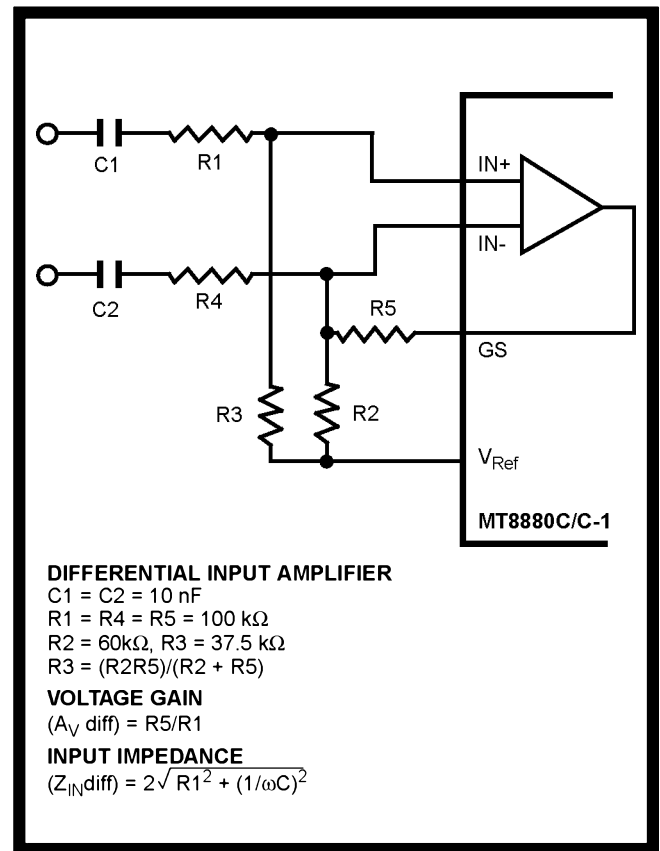 C1
R1
IN+
IN-
C2
R4
R5
GS
R3
R2
VRef
MT8880C/C-1
DIFFERENTIAL INPUT AMPLIFIER
C1 = C2 = 10 nF
R1 = R4 = R5 = 100 kΩ
R2 = 60kΩ, R3 = 37.5 kΩ
R3 = (R2R5)/(R2 + R5)
VOLTAGE GAIN
(AV diff) = R5/R1
INPUT IMPEDANCE
(ZINdiff) = 2√R1² + (1/ωC)²